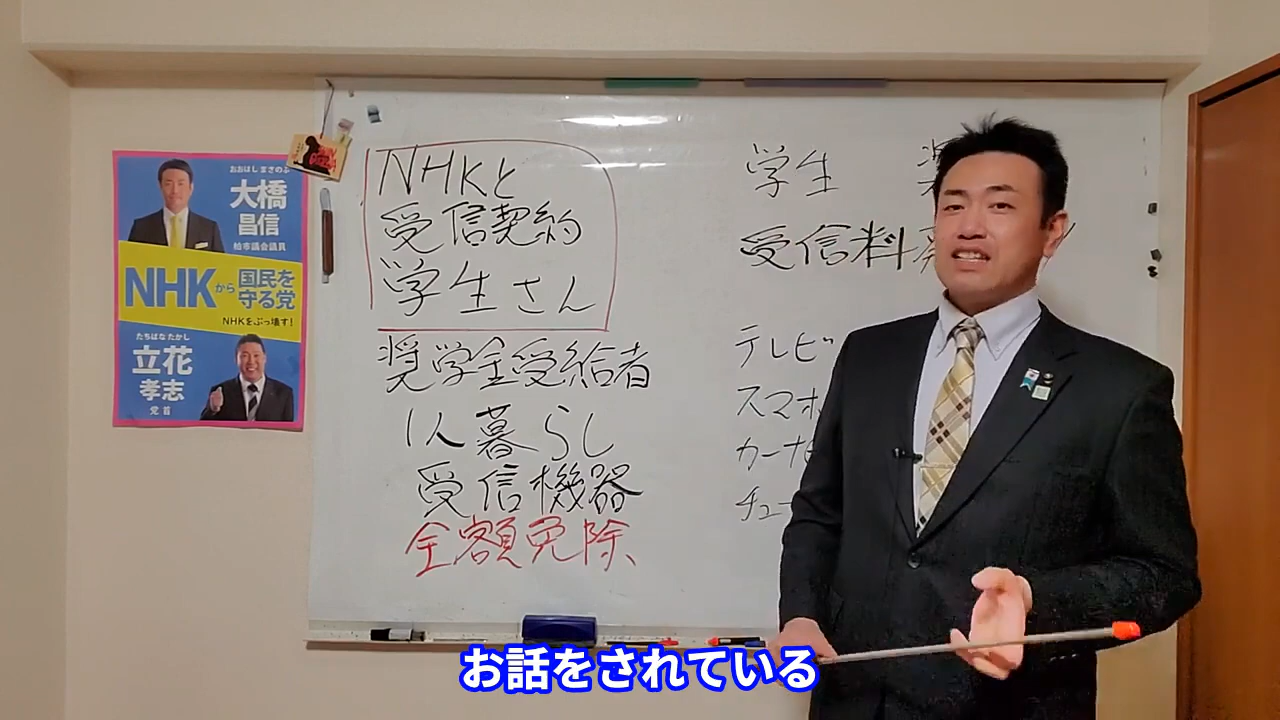 おおはし まさのぶ
大橋
昌信
柏市議会議員
NHKから国民を守る党
NHKをぶっ壊す!
たちばな たかし
立花
孝志
党首
NHKと
受信契約
学生さん
奨学金受給者
1人暮らし
受信機器
全額免除
学生
受信料
テレビ
スマホ
カーナビ
チュー
お話をされている